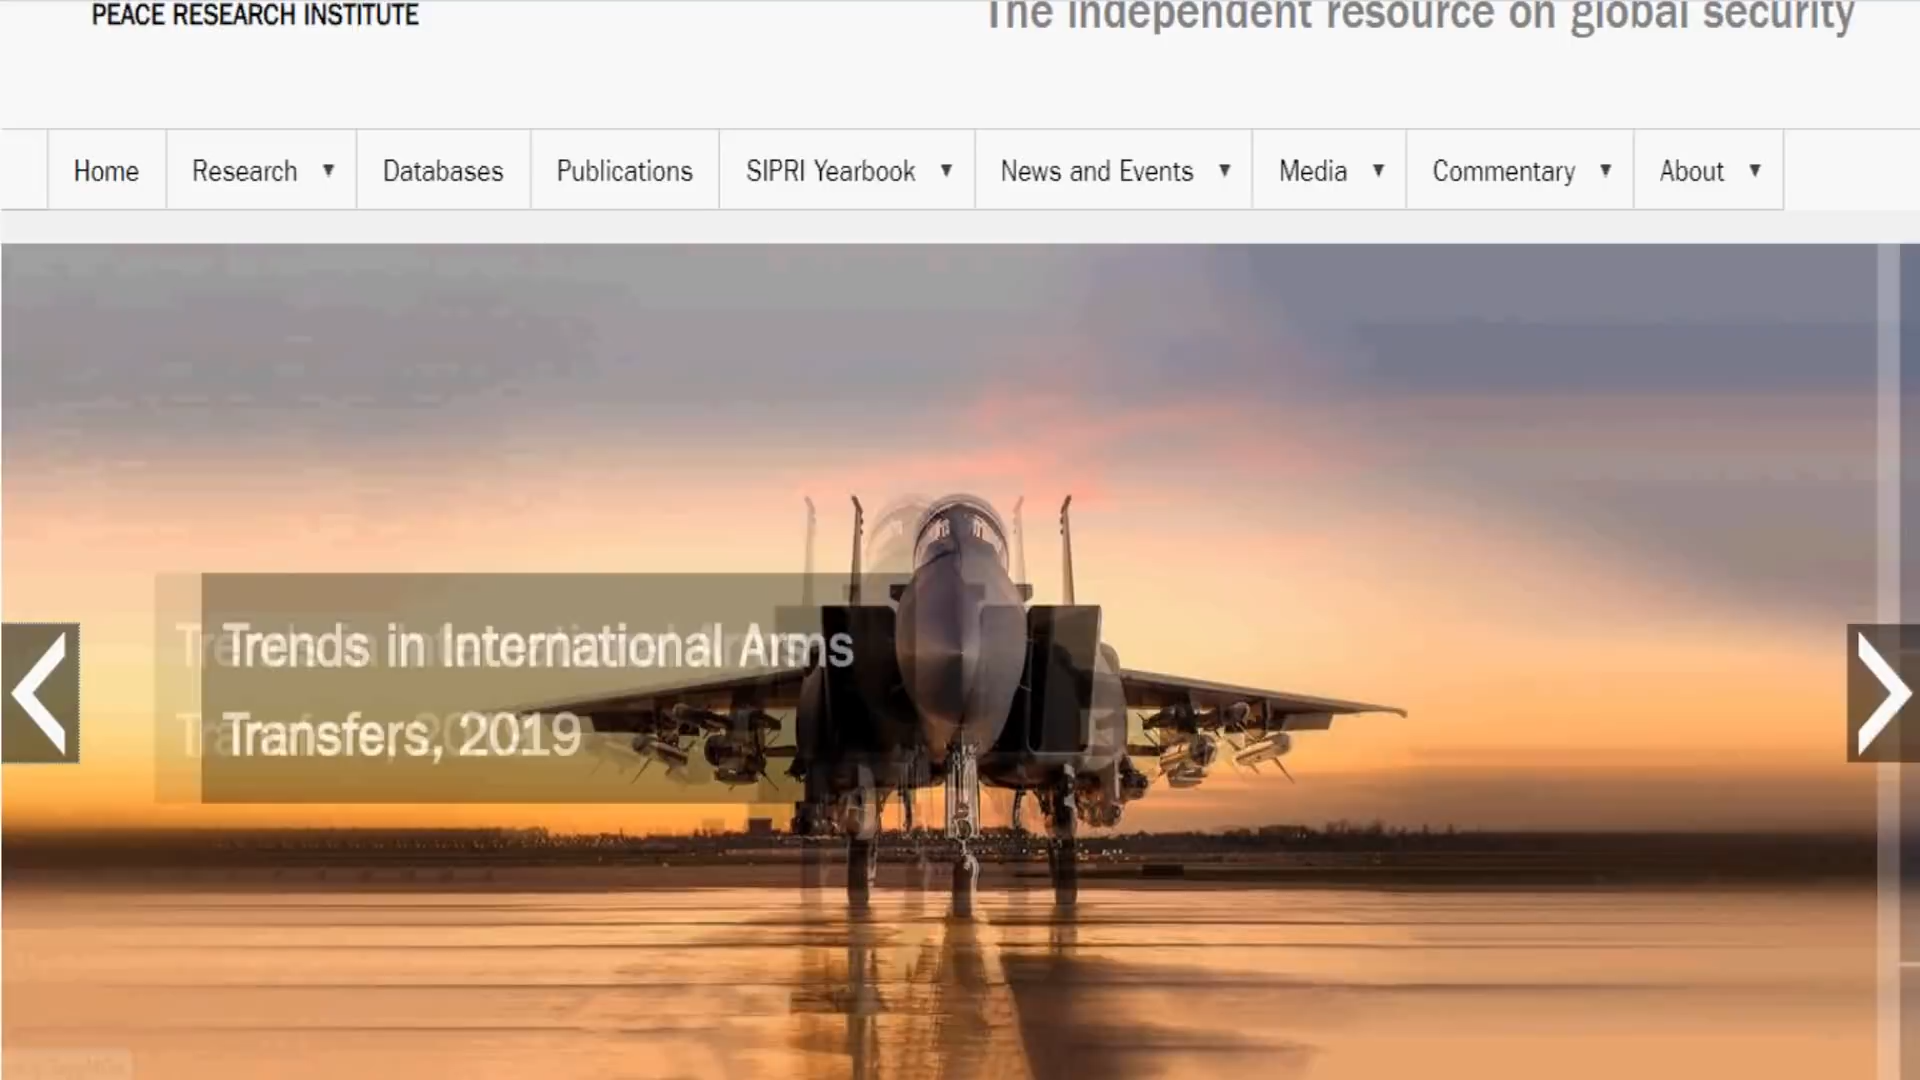 PEACE RESEARCH INSTITUTE
The independent resource on global security
Home
Research
Databases
Publications
SIPRI Yearbook
News and Events
Media
Commentary
About
Trends in International Arms
Transfers, 2019